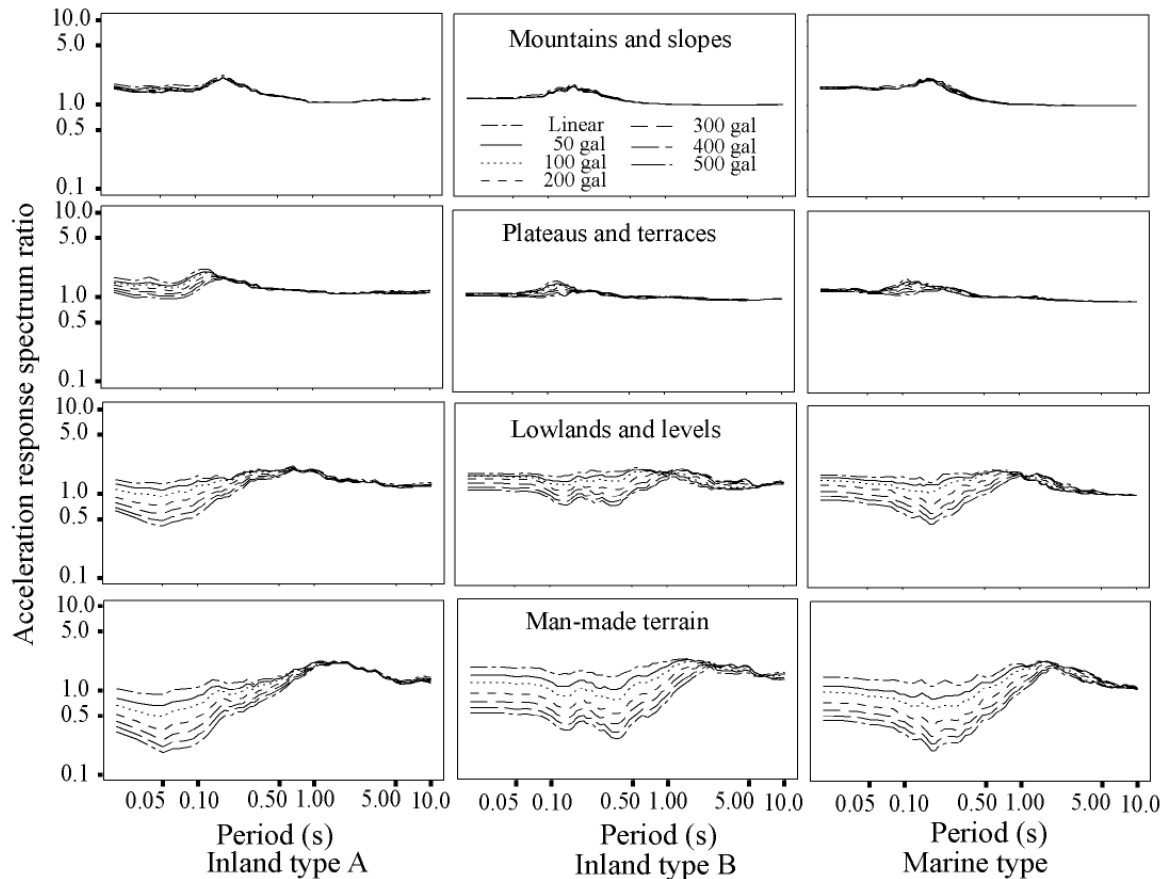 Acceleration response spectrum ratio
10.0
5.0
1.0
0.5
0.1
Mountains and slopes
Linear
50 gal
100 gal
200 gal
300 gal
400 gal
500 gal
10.0
5.0
1.0
0.5
0.1
Plateaus and terraces
10.0
5.0
1.0
0.5
0.1
Lowlands and levels
10.0
5.0
1.0
0.5
0.1
Man-made terrain
0.05 0.10 0.50 1.00 5.00 10.0
0.05 0.10 0.50 1.00 5.00 10.0
0.05 0.10 0.50 1.00 5.00 10.0
Period (s)
Inland type A
Period (s)
Inland type B
Period (s)
Marine type